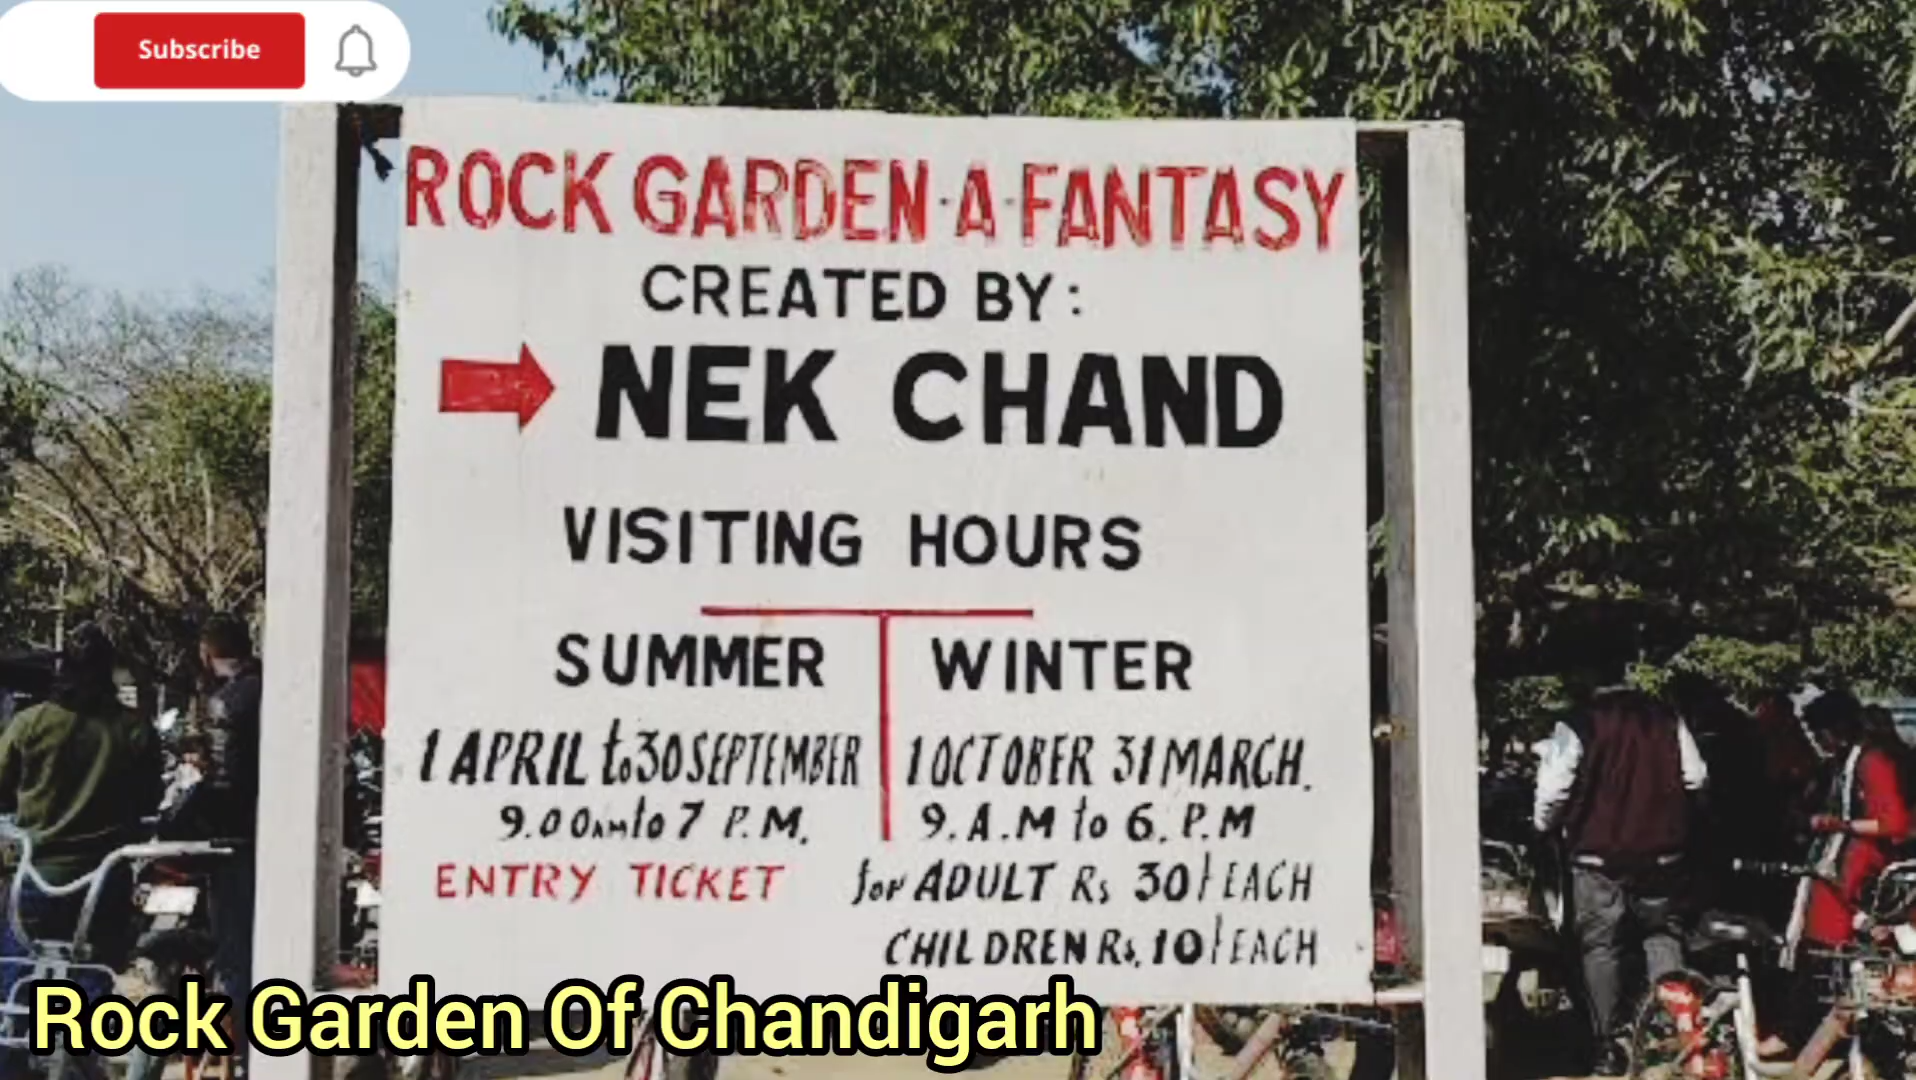 Subscribe
ROCK GARDEN·A·FANTASY
CREATED BY:
NEK CHAND
VISITING HOURS
SUMMER
WINTER
1 APRIL to 30 SEPTEMBER
9.00 AM to 7 P.M.
1 OCTOBER 31 MARCH.
9.A.M to 6.P.M
ENTRY TICKET for ADULT Rs 30/EACH
CHILDREN Rs.10/EACH
Rock Garden Of Chandigarh